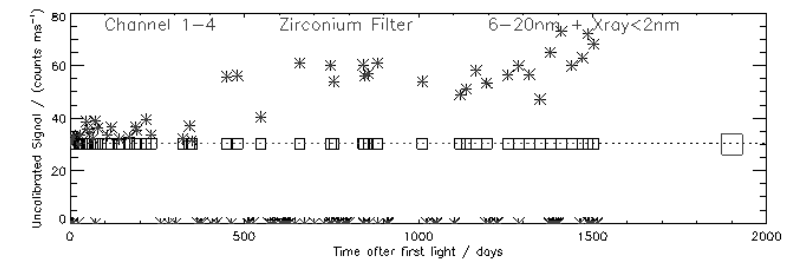 Channel 1-4 Zirconium Filter 6-20nm + Xray<2nm
80
60
40
20
0
Uncalibrated Signal / (counts ms⁻¹)
0 500 1000 1500 2000
Time after first light / days